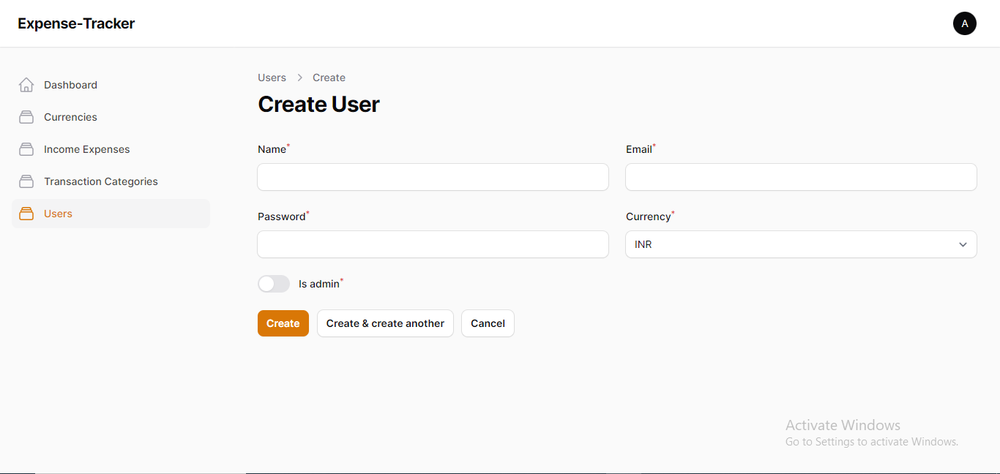 Expense-Tracker
A
Dashboard
Currencies
Income Expenses
Transaction Categories
Users
Users > Create
Create User
Name*
Email*
Password*
Currency*
INR
Is admin*
Create
Create & create another
Cancel
Activate Windows
Go to Settings to activate Windows.